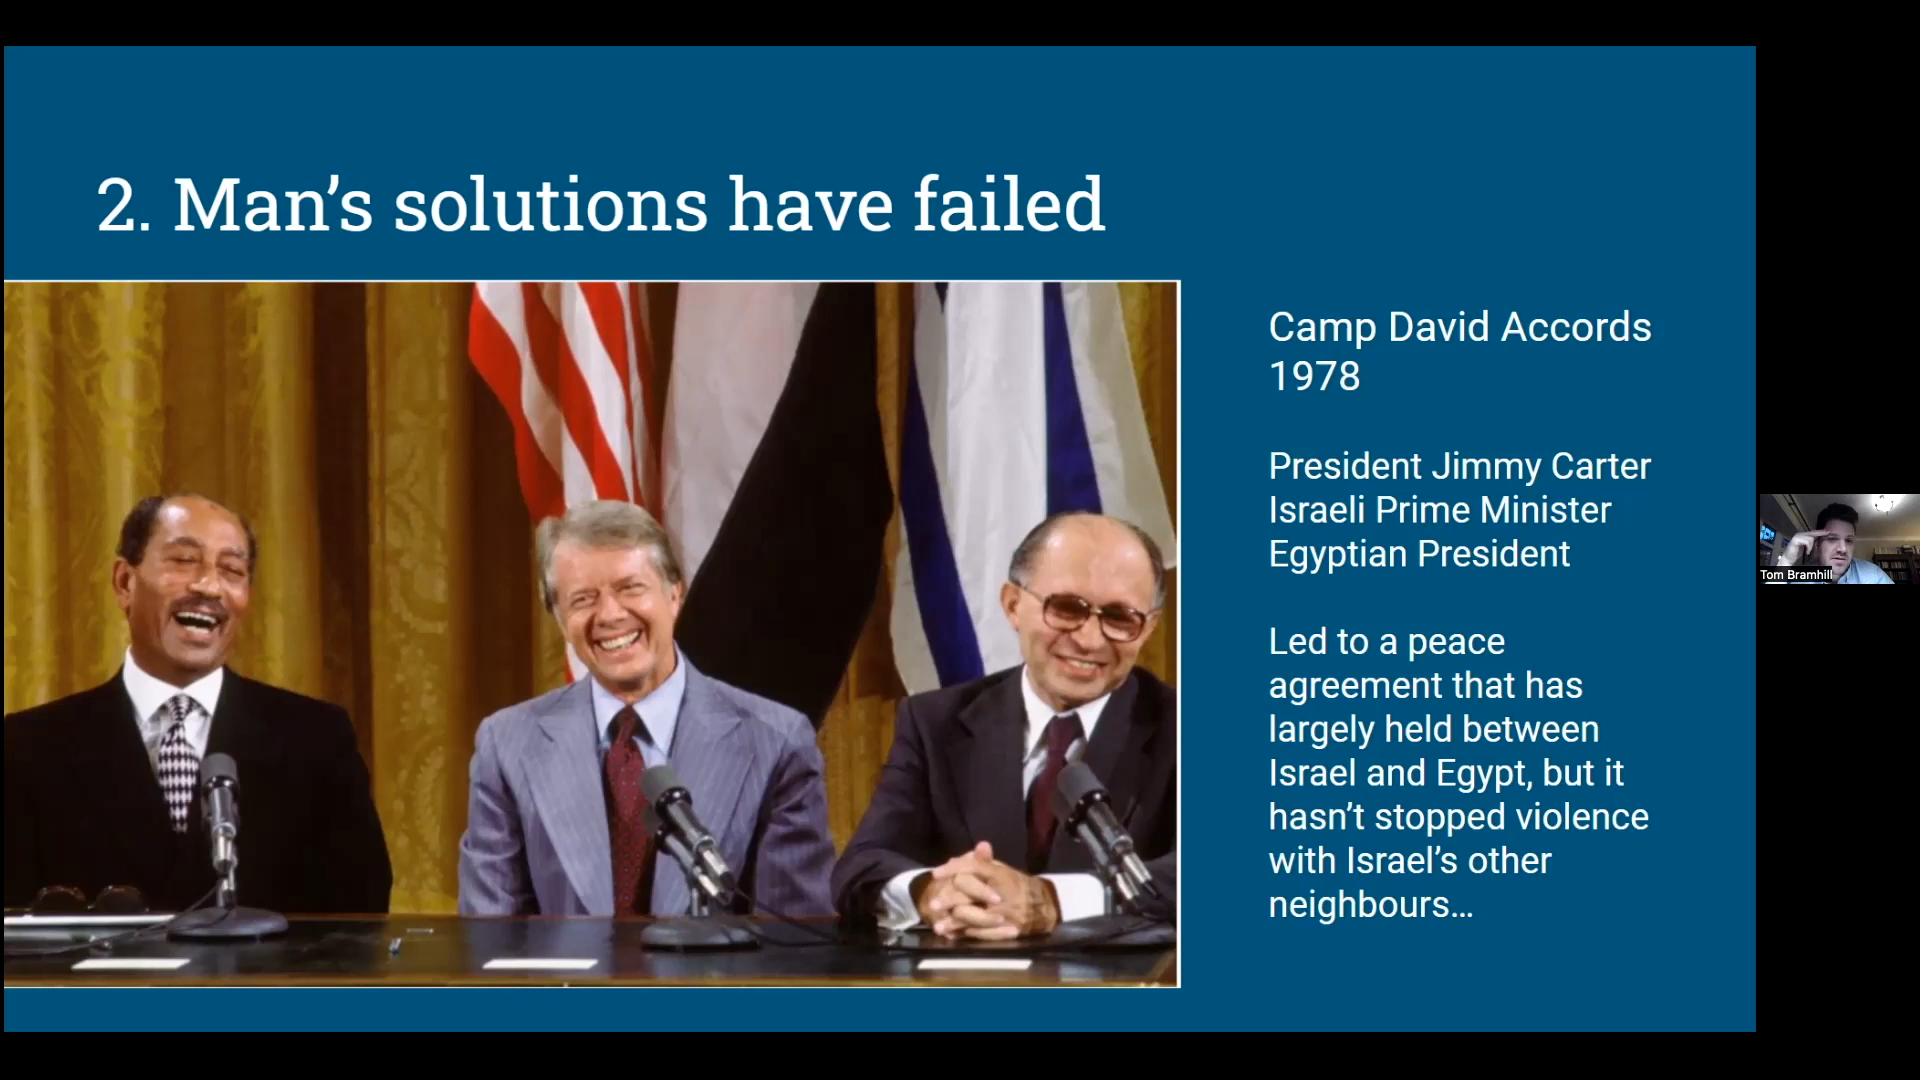 2. Man’s solutions have failed
Camp David Accords
1978
President Jimmy Carter
Israeli Prime Minister
Egyptian President
Led to a peace
agreement that has
largely held between
Israel and Egypt, but it
hasn’t stopped violence
with Israel’s other
neighbours...
Tom Bramhill